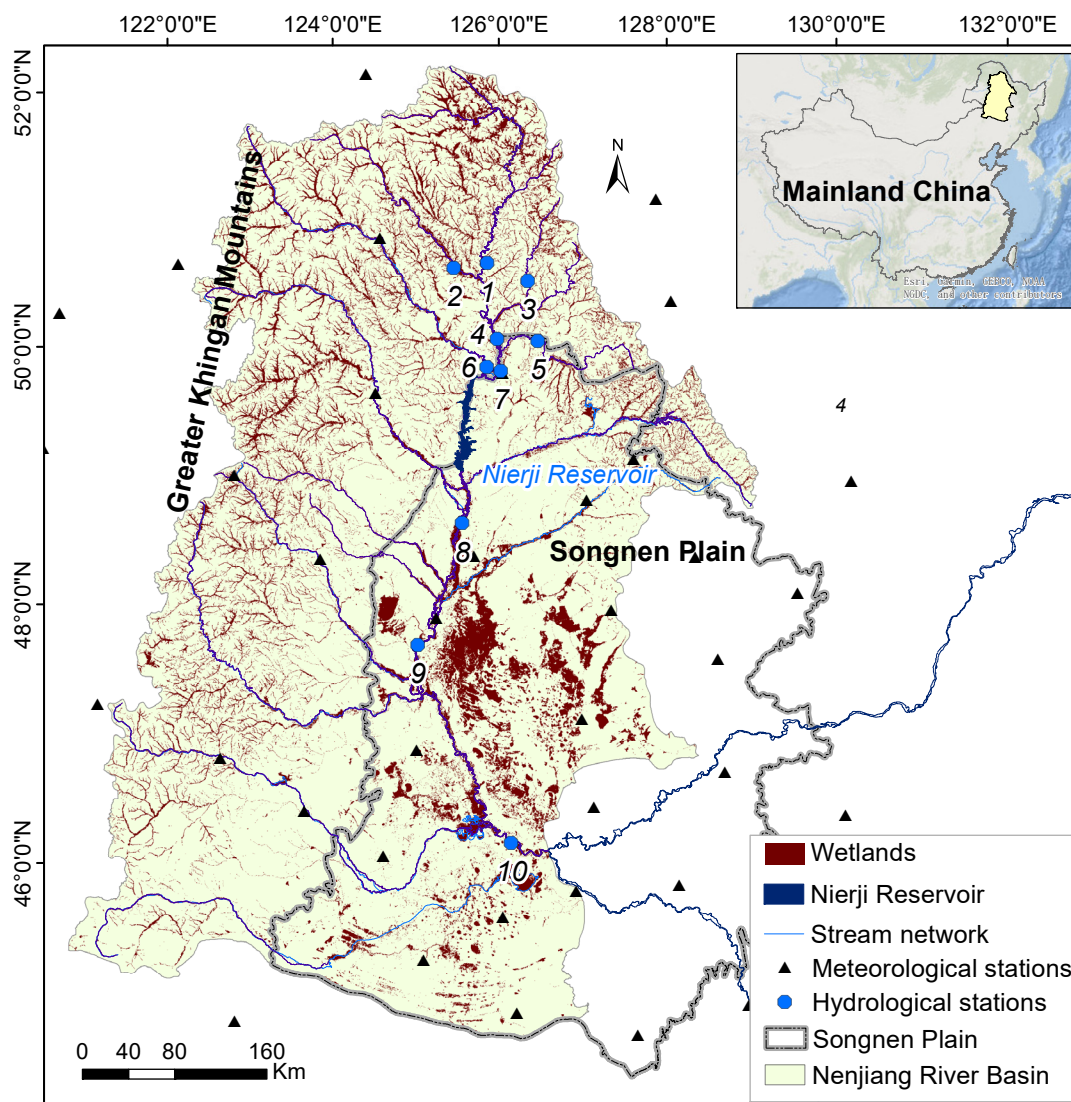 122°0'0"E 124°0'0"E 126°0'0"E 128°0'0"E 130°0'0"E 132°0'0"E
52°0'0"N
50°0'0"N
48°0'0"N
46°0'0"N
N
Mainland China
Esri, Garmin, GEBCO, NOAA
NGDC, and other contributors
Greater Khingan Mountains
2
1
3
4
5
6
7
4
Nierji Reservoir
8
Songnen Plain
9
10
Wetlands
Nierji Reservoir
Stream network
Meteorological stations
Hydrological stations
Songnen Plain
Nenjiang River Basin
0 40 80 160
Km